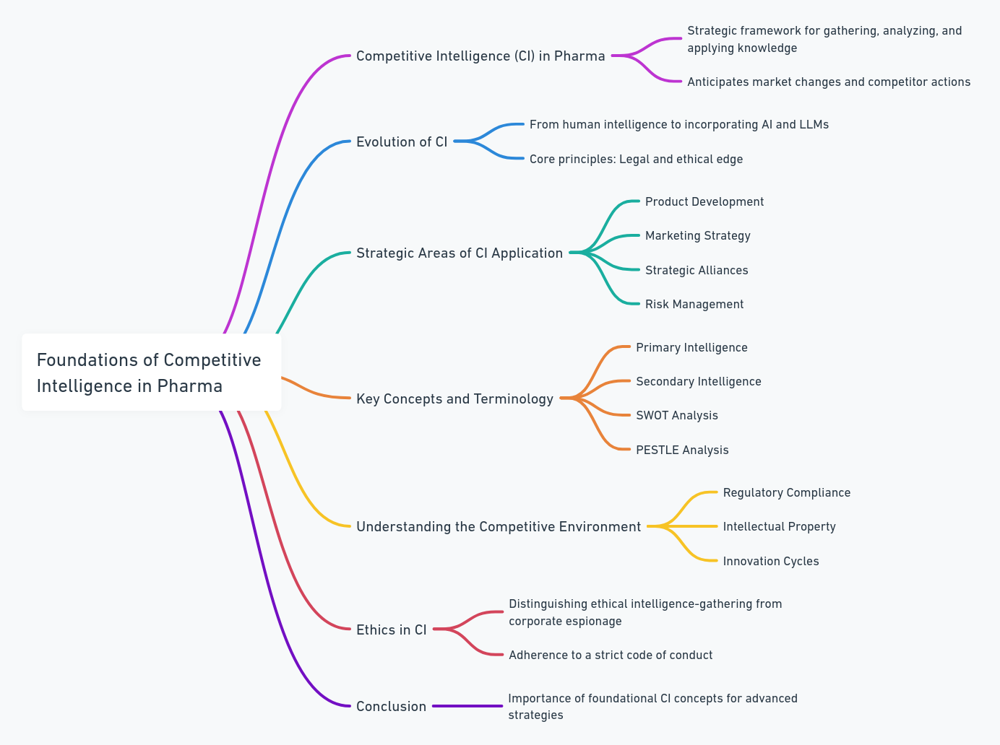 Foundations of Competitive
Intelligence in Pharma
Competitive Intelligence (CI) in Pharma
Strategic framework for gathering, analyzing, and
applying knowledge
Anticipates market changes and competitor actions
Evolution of CI
From human intelligence to incorporating AI and LLMs
Core principles: Legal and ethical edge
Strategic Areas of CI Application
Product Development
Marketing Strategy
Strategic Alliances
Risk Management
Key Concepts and Terminology
Primary Intelligence
Secondary Intelligence
SWOT Analysis
PESTLE Analysis
Understanding the Competitive Environment
Regulatory Compliance
Intellectual Property
Innovation Cycles
Ethics in CI
Distinguishing ethical intelligence-gathering from
corporate espionage
Adherence to a strict code of conduct
Conclusion
Importance of foundational CI concepts for advanced
strategies